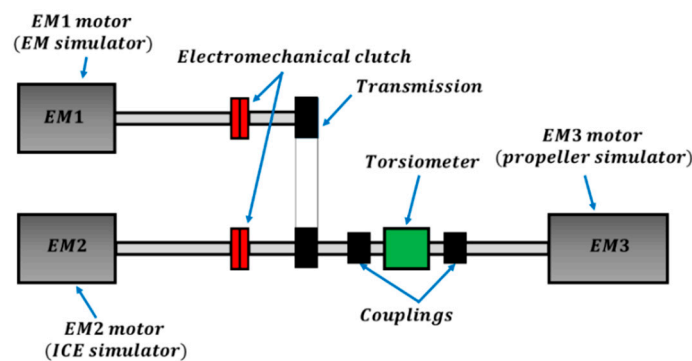 EM1 motor
(EM simulator)
Electromechanical clutch
Transmission
EM1
EM3 motor
(propeller simulator)
Torsiometer
EM2
EM3
Couplings
EM2 motor
(ICE simulator)